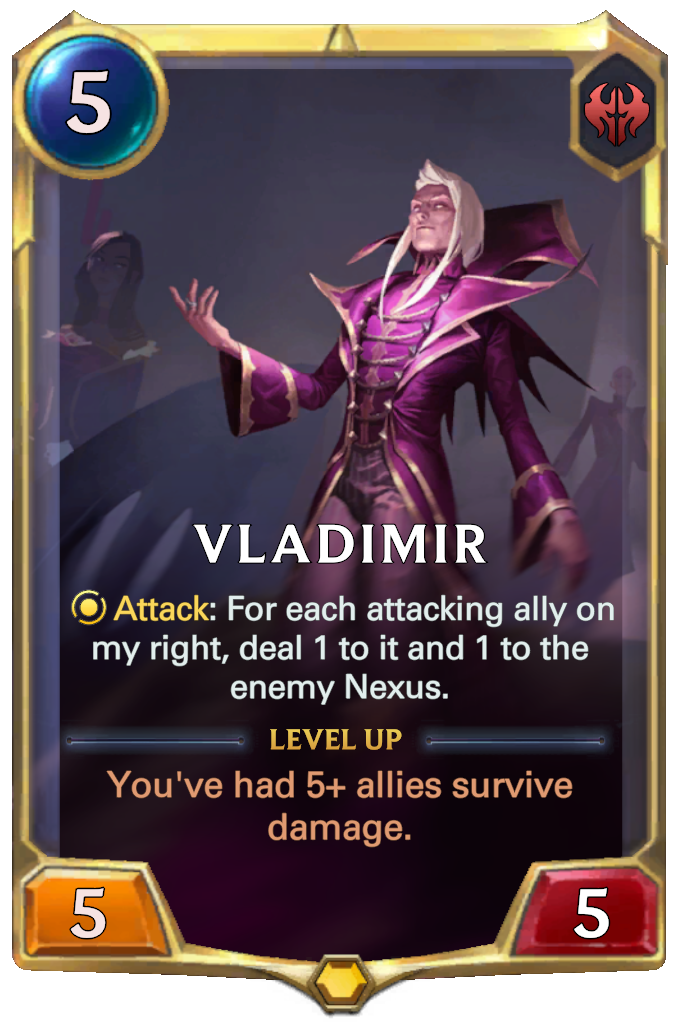 5
VLADIMIR
Attack: For each attacking ally on
my right, deal 1 to it and 1 to the
enemy Nexus.
LEVEL UP
You've had 5+ allies survive
damage.
5 5